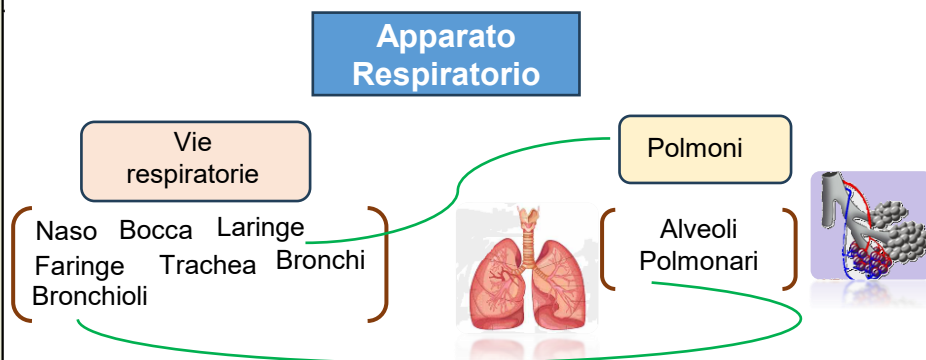 Apparato
Respiratorio
Vie
respiratorie
Polmoni
Naso Bocca Laringe
Faringe Trachea Bronchi
Bronchioli
Alveoli
Polmonari